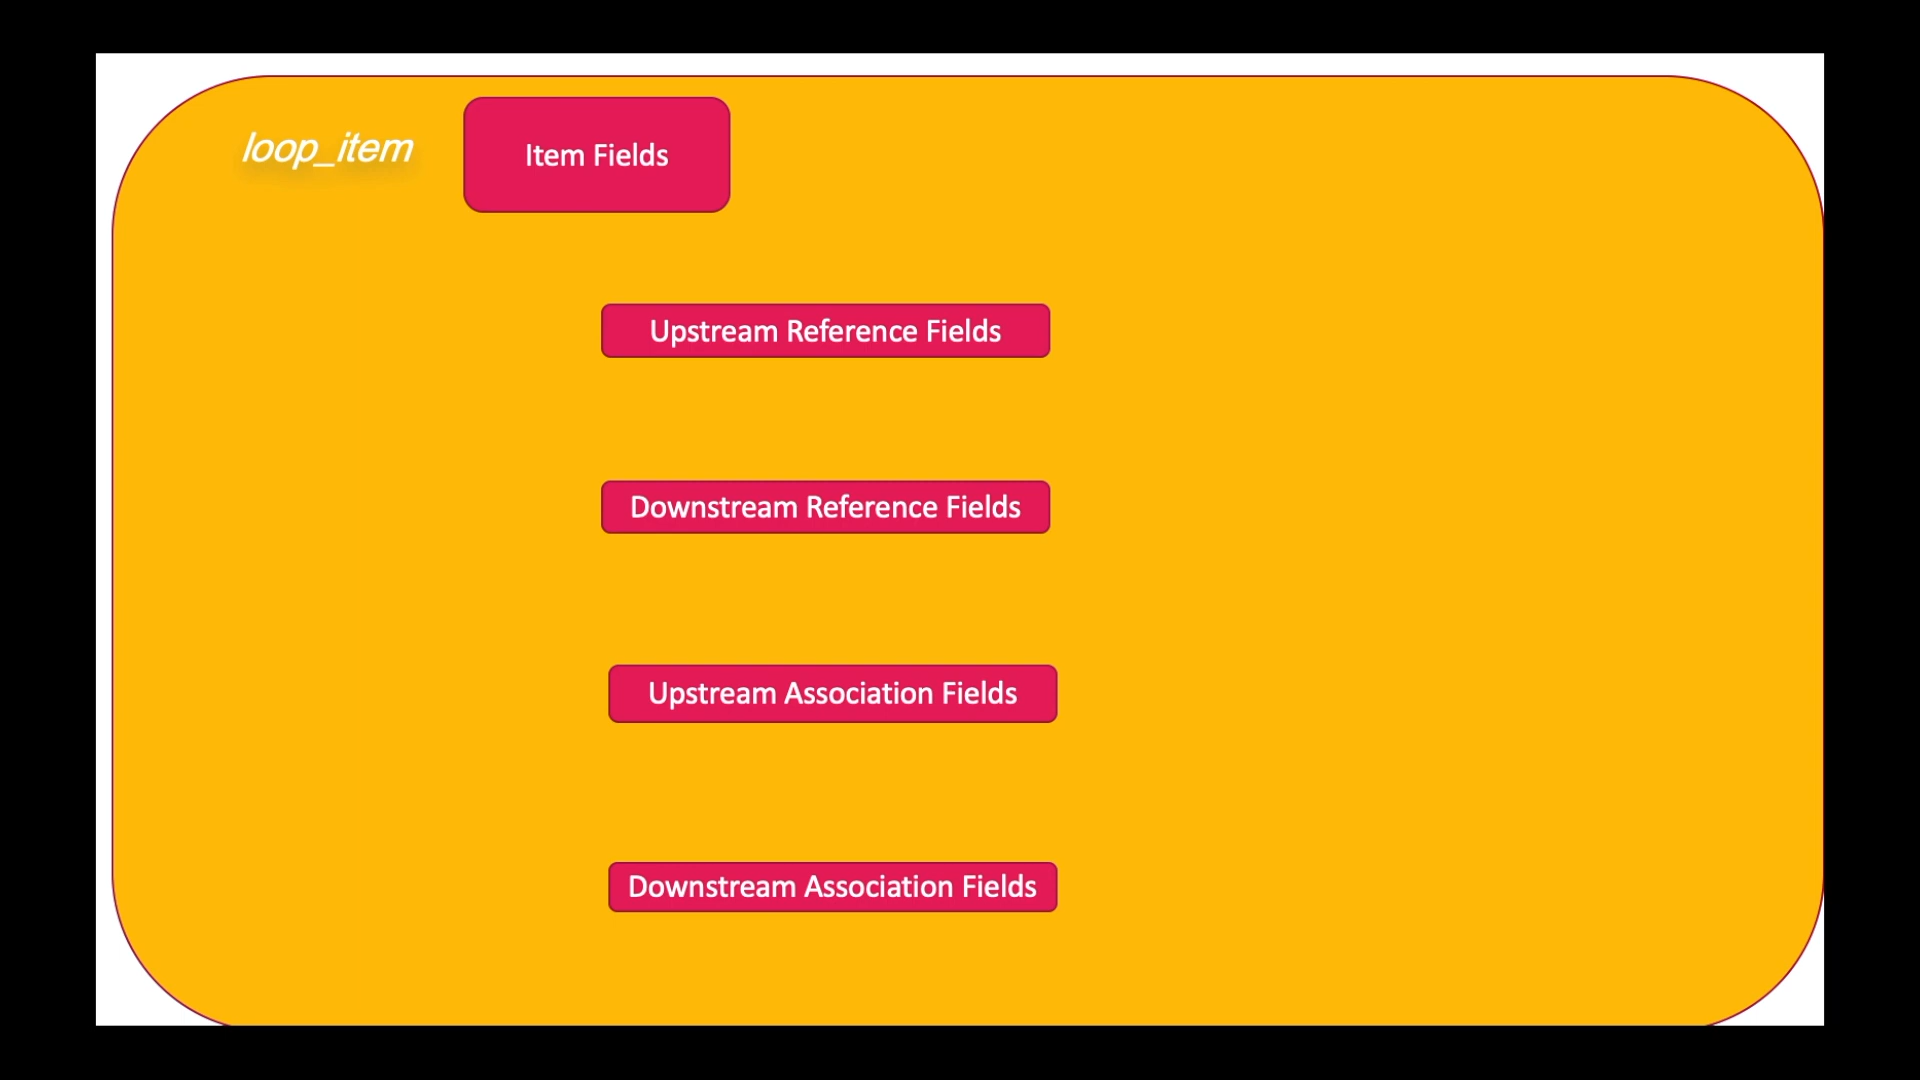 loop_item
Item Fields
Upstream Reference Fields
Downstream Reference Fields
Upstream Association Fields
Downstream Association Fields